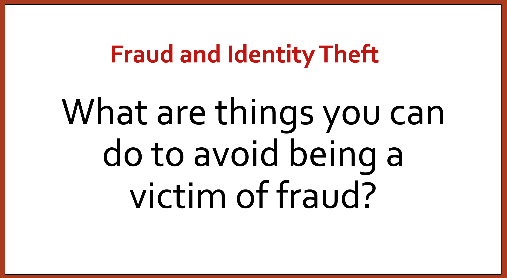 Fraud and Identity Theft
What are things you can
do to avoid being a
victim of fraud?